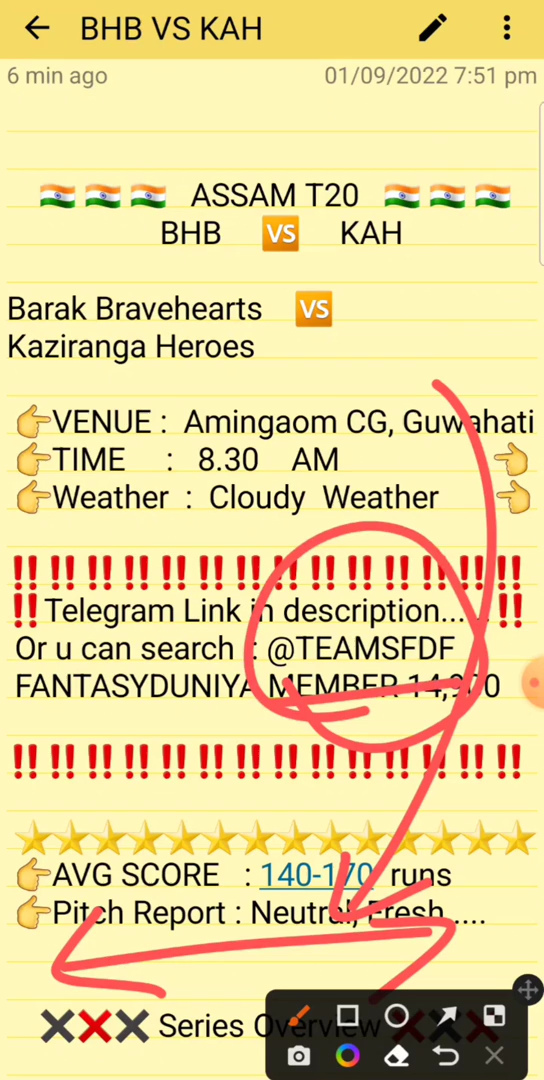 BHB VS KAH
6 min ago 01/09/2022 7:51 pm
ASSAM T20
BHB VS KAH
Barak Bravehearts VS
Kaziranga Heroes
VENUE : Amingaom CG, Guwahati
TIME : 8.30 AM
Weather : Cloudy Weather
Telegram Link in description.....
Or u can search : @TEAMSFDF
FANTASYDUNIYA MEMBER 14,900
AVG SCORE : 140-170 runs
Pitch Report : Neutral, Fresh ....
Series Overview